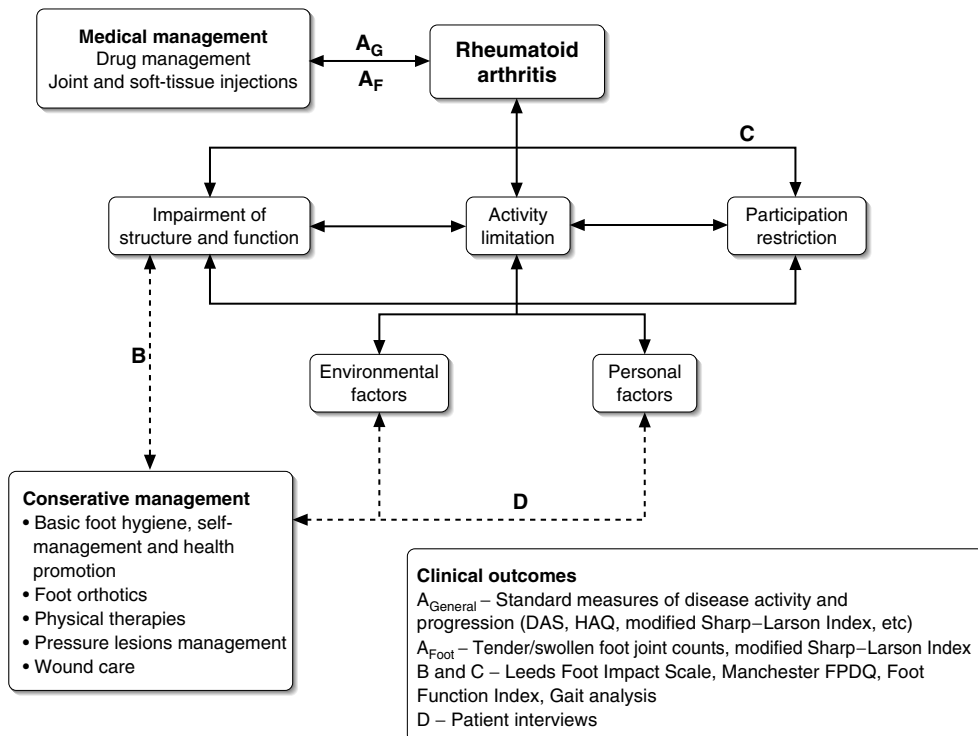 Medical management
Drug management
Joint and soft-tissue injections
A_G
A_F
Rheumatoid
arthritis
C
Impairment of
structure and function
Activity
limitation
Participation
restriction
B
Environmental
factors
Personal
factors
Conserative management
• Basic foot hygiene, self-
management and health
promotion
• Foot orthotics
• Physical therapies
• Pressure lesions management
• Wound care
D
Clinical outcomes
A_General – Standard measures of disease activity and
progression (DAS, HAQ, modified Sharp–Larson Index, etc)
A_Foot – Tender/swollen foot joint counts, modified Sharp–Larson Index
B and C – Leeds Foot Impact Scale, Manchester FPDQ, Foot
Function Index, Gait analysis
D – Patient interviews